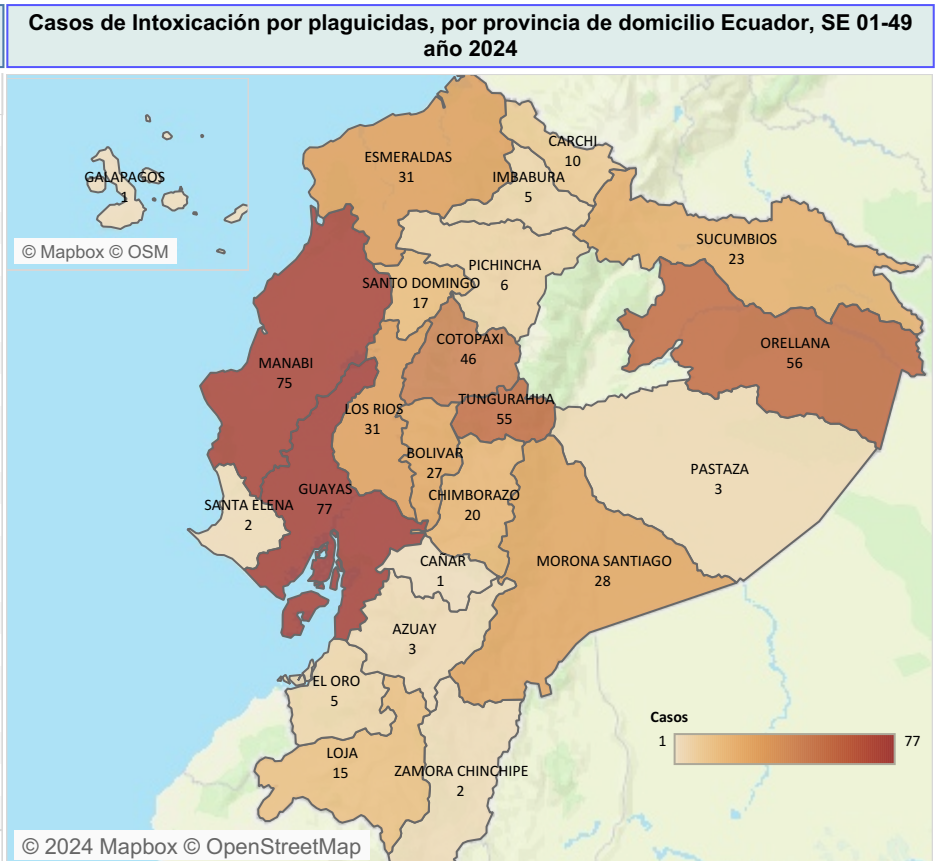 Casos de Intoxicación por plaguicidas, por provincia de domicilio Ecuador, SE 01-49
año 2024
GALAPAGOS
1
© Mapbox © OSM
ESMERALDAS
31
CARCHI
10
IMBABURA
5
SUCUMBIOS
23
PICHINCHA
6
SANTO DOMINGO
17
COTOPAXI
46
ORELLANA
56
MANABI
75
TUNGURAHUA
55
LOS RIOS
31
BOLIVAR
27
PASTAZA
3
CHIMBORAZO
20
GUAYAS
77
SANTA ELENA
2
CAÑAR
1
MORONA SANTIAGO
28
AZUAY
3
EL ORO
5
LOJA
15
ZAMORA CHINCHIPE
2
Casos
1
77
© 2024 Mapbox © OpenStreetMap